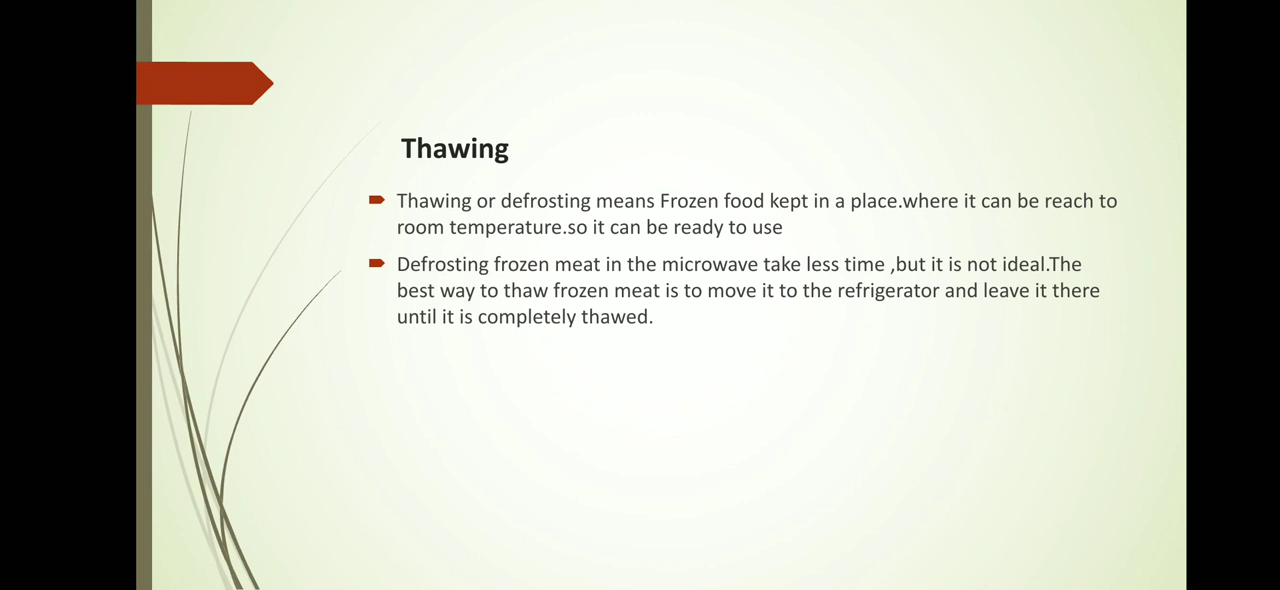 Thawing
Thawing or defrosting means Frozen food kept in a place.where it can be reach to
room temperature.so it can be ready to use
Defrosting frozen meat in the microwave take less time ,but it is not ideal.The
best way to thaw frozen meat is to move it to the refrigerator and leave it there
until it is completely thawed.